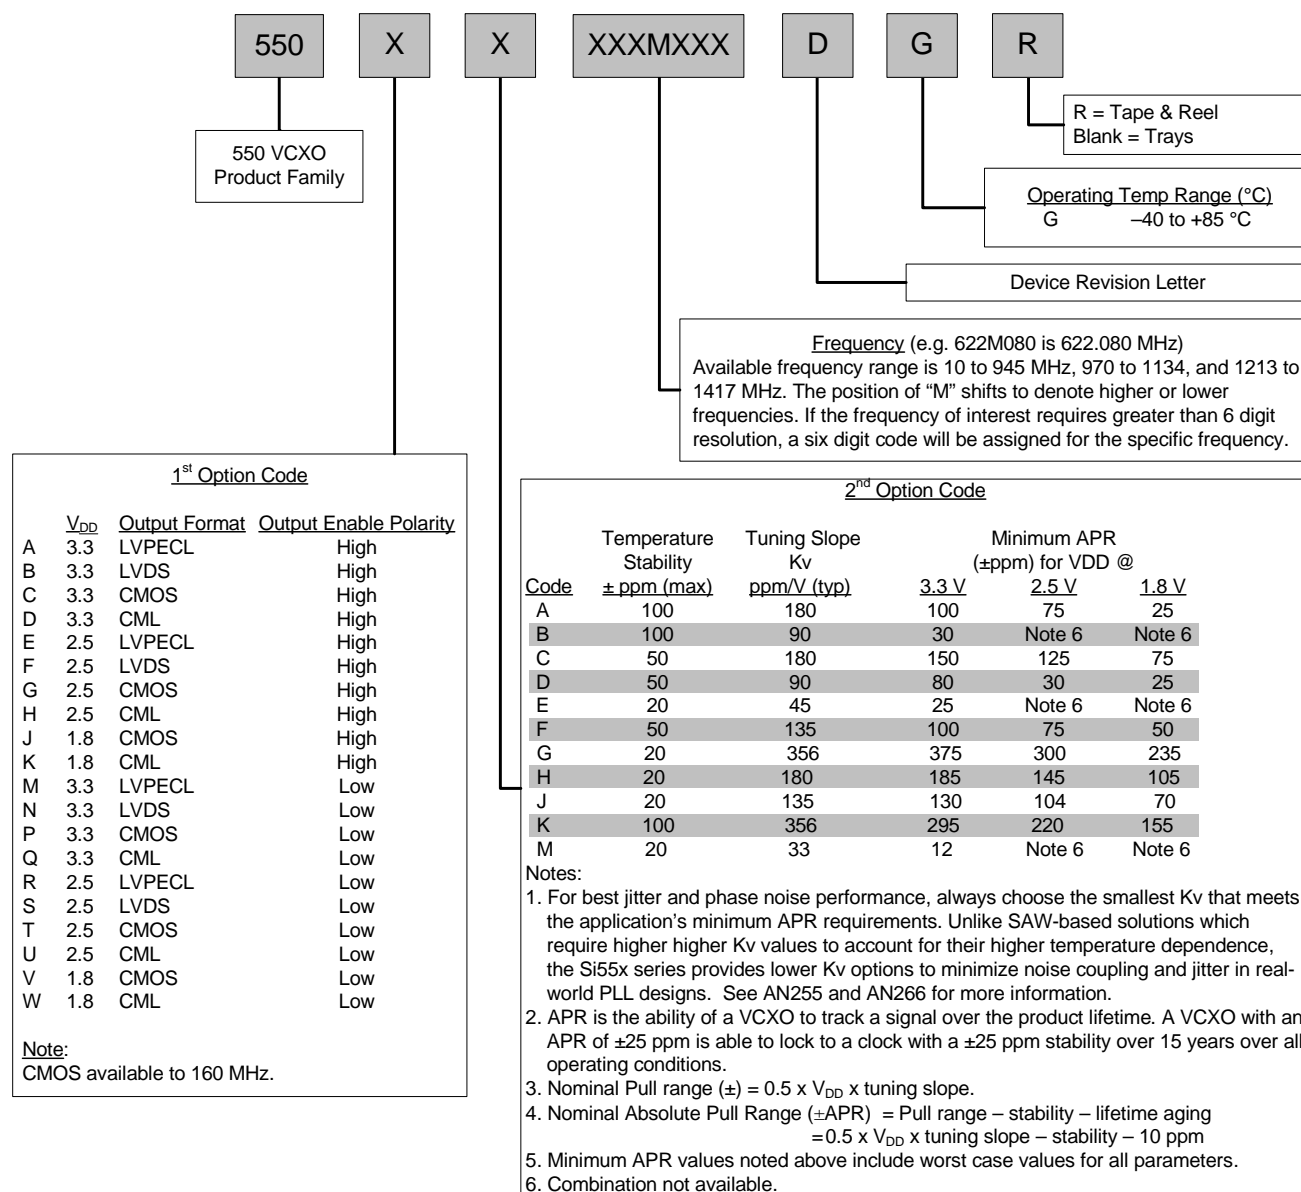 550 X X XXXMXXX D G R
R = Tape & Reel
Blank = Trays
550 VCXO
Product Family
Operating Temp Range (°C)
G –40 to +85 °C
Device Revision Letter
Frequency (e.g. 622M080 is 622.080 MHz)
Available frequency range is 10 to 945 MHz, 970 to 1134, and 1213 to
1417 MHz. The position of “M” shifts to denote higher or lower
frequencies. If the frequency of interest requires greater than 6 digit
resolution, a six digit code will be assigned for the specific frequency.
1st Option Code
VDD Output Format Output Enable Polarity
A 3.3 LVPECL High
B 3.3 LVDS High
C 3.3 CMOS High
D 3.3 CML High
E 2.5 LVPECL High
F 2.5 LVDS High
G 2.5 CMOS High
H 2.5 CML High
J 1.8 CMOS High
K 1.8 CML High
M 3.3 LVPECL Low
N 3.3 LVDS Low
P 3.3 CMOS Low
Q 3.3 CML Low
R 2.5 LVPECL Low
S 2.5 LVDS Low
T 2.5 CMOS Low
U 2.5 CML Low
V 1.8 CMOS Low
W 1.8 CML Low
Note:
CMOS available to 160 MHz.
2nd Option Code
Temperature Tuning Slope Minimum APR
Stability Kv (±ppm) for VDD @
Code ± ppm (max) ppm/V (typ) 3.3 V 2.5 V 1.8 V
A 100 180 100 75 25
B 100 90 30 Note 6 Note 6
C 50 180 150 125 75
D 50 90 80 30 25
E 20 45 25 Note 6 Note 6
F 50 135 100 75 50
G 20 356 375 300 235
H 20 180 185 145 105
J 20 135 130 104 70
K 100 356 295 220 155
M 20 33 12 Note 6 Note 6
Notes:
1. For best jitter and phase noise performance, always choose the smallest Kv that meets
the application’s minimum APR requirements. Unlike SAW-based solutions which
require higher higher Kv values to account for their higher temperature dependence,
the Si55x series provides lower Kv options to minimize noise coupling and jitter in real-
world PLL designs. See AN255 and AN266 for more information.
2. APR is the ability of a VCXO to track a signal over the product lifetime. A VCXO with an
APR of ±25 ppm is able to lock to a clock with a ±25 ppm stability over 15 years over all
operating conditions.
3. Nominal Pull range (±) = 0.5 x VDD x tuning slope.
4. Nominal Absolute Pull Range (±APR) = Pull range – stability – lifetime aging
= 0.5 x VDD x tuning slope – stability – 10 ppm
5. Minimum APR values noted above include worst case values for all parameters.
6. Combination not available.